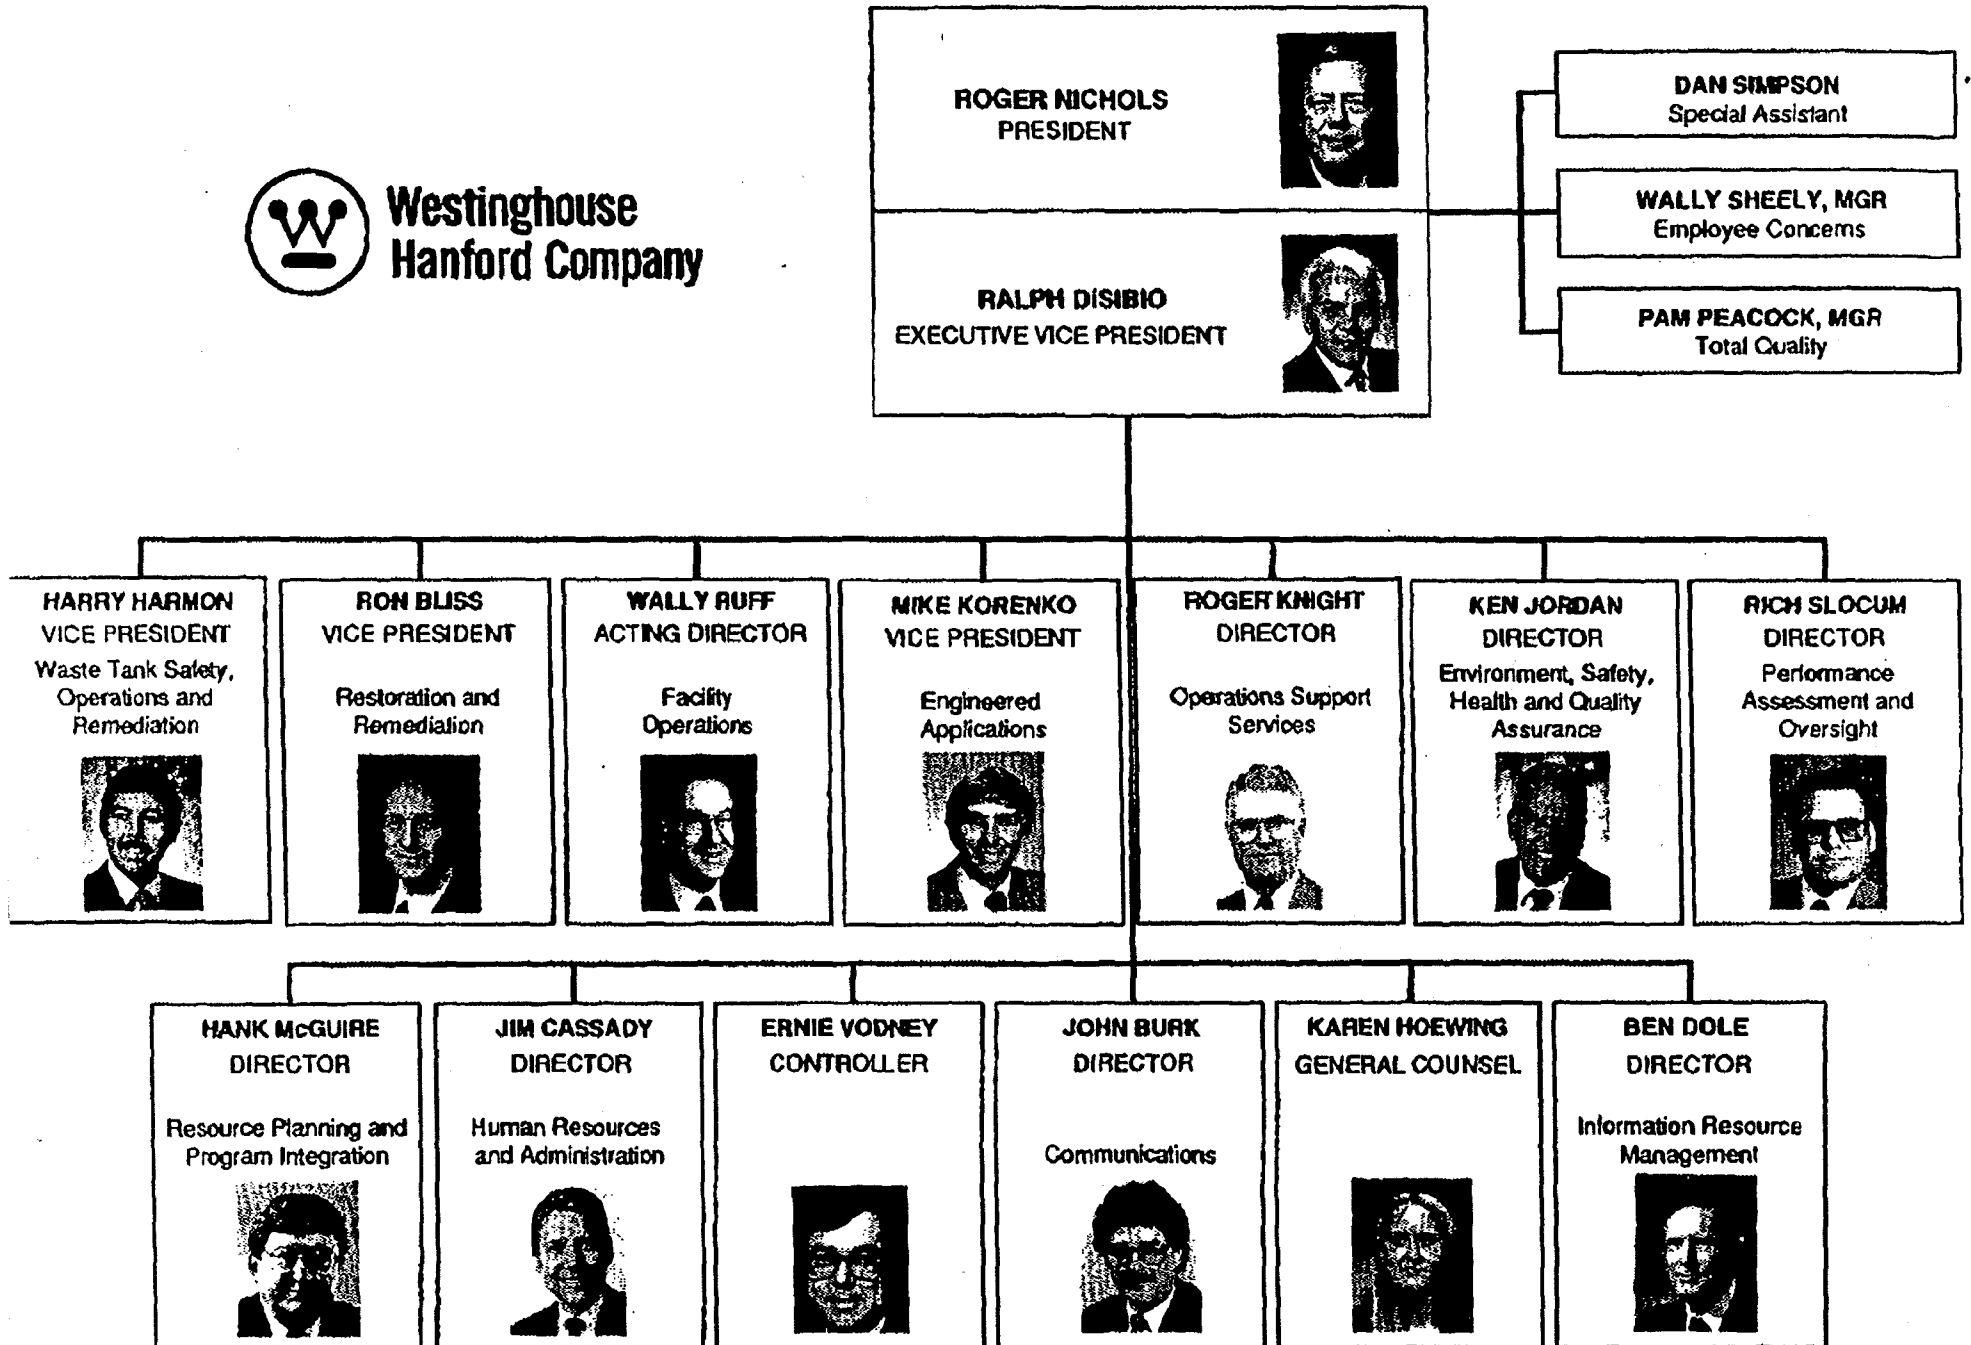 ROGER NICHOLS
PRESIDENT
DAN SIMPSON
Special Assistant
Westinghouse
Hanford Company
WALLY SHEELY, MGR
Employee Concerns
RALPH DISIBIO
EXECUTIVE VICE PRESIDENT
PAM PEACOCK, MGR
Total Quality
HARRY HARMON
VICE PRESIDENT
Waste Tank Safety,
Operations and
Remediation
RON BLISS
VICE PRESIDENT
Restoration and
Remediation
WALLY RUFF
ACTING DIRECTOR
Facility
Operations
MIKE KORENKO
VICE PRESIDENT
Engineered
Applications
ROGER KNIGHT
DIRECTOR
Operations Support
Services
KEN JORDAN
DIRECTOR
Environment, Safety,
Health and Quality
Assurance
RICH SLOCUM
DIRECTOR
Performance
Assessment and
Oversight
HANK McGUIRE
DIRECTOR
Resource Planning and
Program Integration
JIM CASSADY
DIRECTOR
Human Resources
and Administration
ERNIE VODNEY
CONTROLLER
JOHN BURK
DIRECTOR
Communications
KAREN HOEWING
GENERAL COUNSEL
BEN DOLE
DIRECTOR
Information Resource
Management